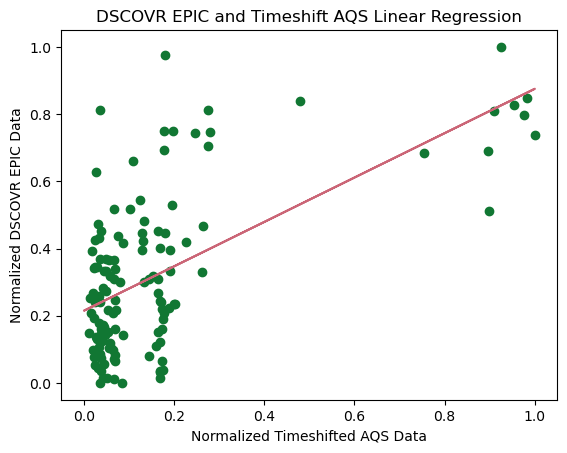 DSCOVR EPIC and Timeshift AQS Linear Regression
1.0
0.8
0.6
0.4
0.2
0.0
Normalized DSCOVR EPIC Data
0.0 0.2 0.4 0.6 0.8 1.0
Normalized Timeshifted AQS Data